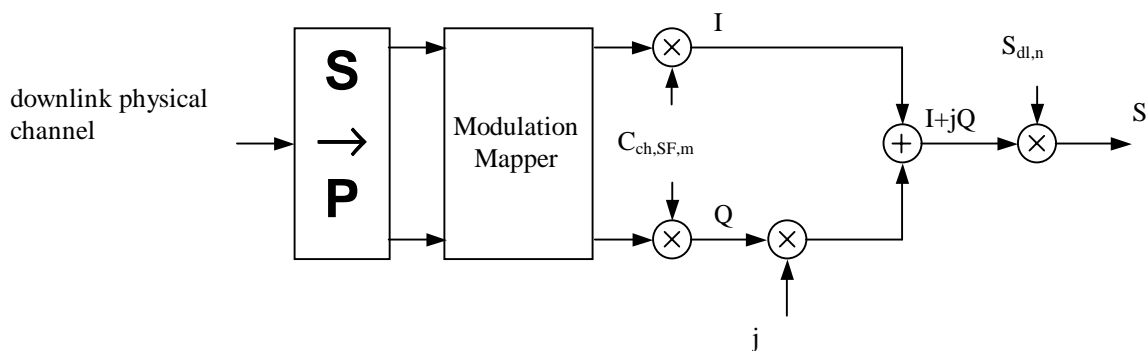 downlink physical
channel
S
→
P
Modulation
Mapper
I
C_ch,SF,m
Q
j
I+jQ
S_dl,n
S